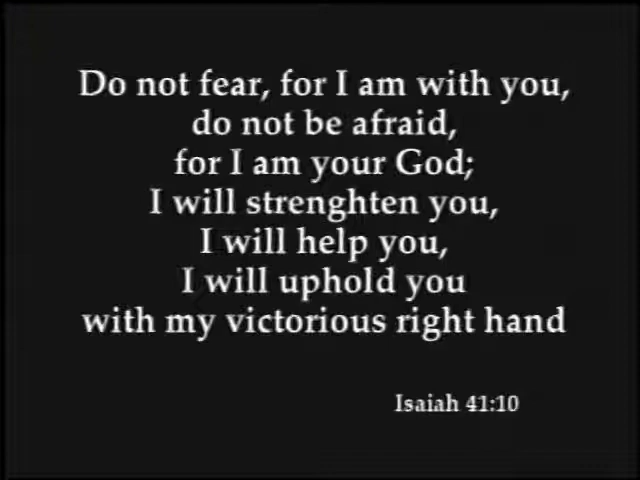 Do not fear, for I am with you,
do not be afraid,
for I am your God;
I will strenghten you,
I will help you,
I will uphold you
with my victorious right hand
Isaiah 41:10